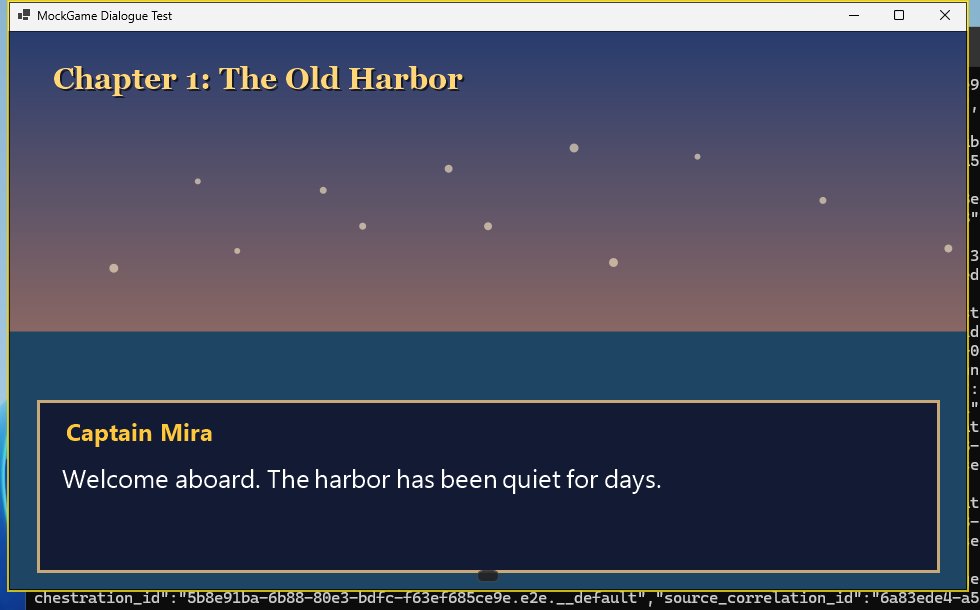 MockGame Dialogue Test
Chapter 1: The Old Harbor
Captain Mira
Welcome aboard. The harbor has been quiet for days.
chestration_id":"5b8e91ba-6b88-80e3-bdfc-f63ef685ce9e.e2e.__default","source_correlation_id":"6a83ede4-a6